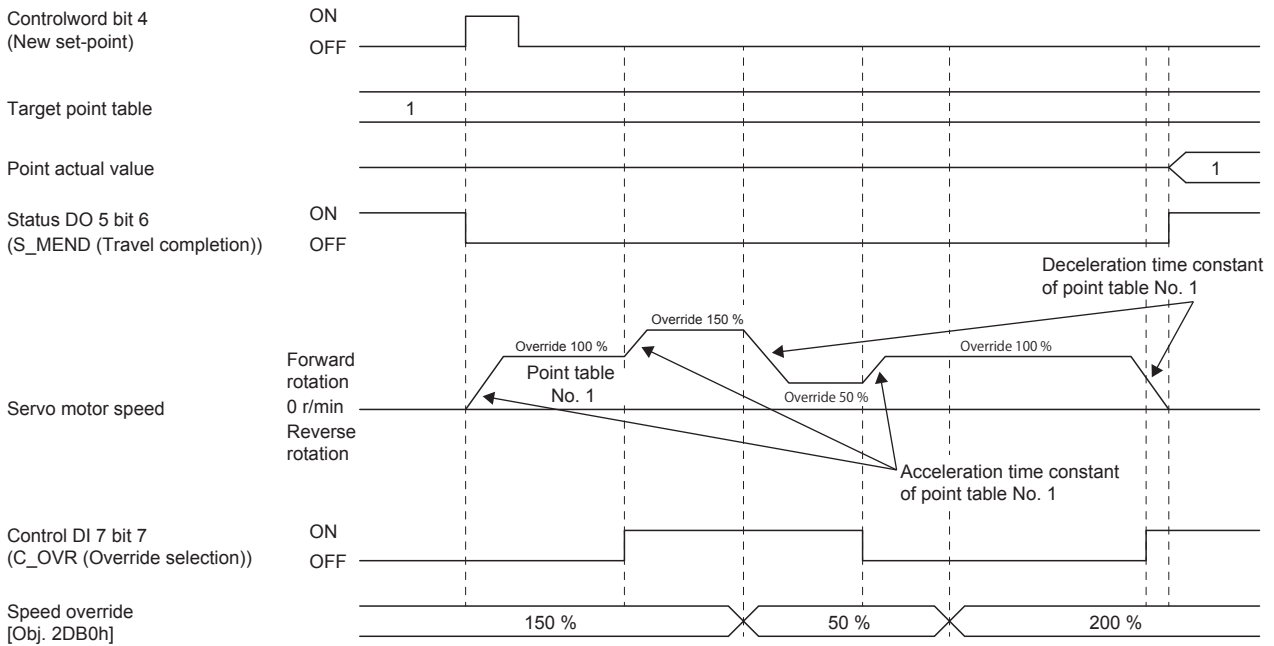 Controlword bit 4
(New set-point)
ON
OFF
Target point table
1
Point actual value
1
Status DO 5 bit 6
(S_MEND (Travel completion))
ON
OFF
Deceleration time constant
of point table No. 1
Servo motor speed
Forward
rotation
0 r/min
Reverse
rotation
Override 100 %
Point table
No. 1
Override 150 %
Override 50 %
Override 100 %
Acceleration time constant
of point table No. 1
Control DI 7 bit 7
(C_OVR (Override selection))
ON
OFF
Speed override
[Obj. 2DB0h]
150 %
50 %
200 %